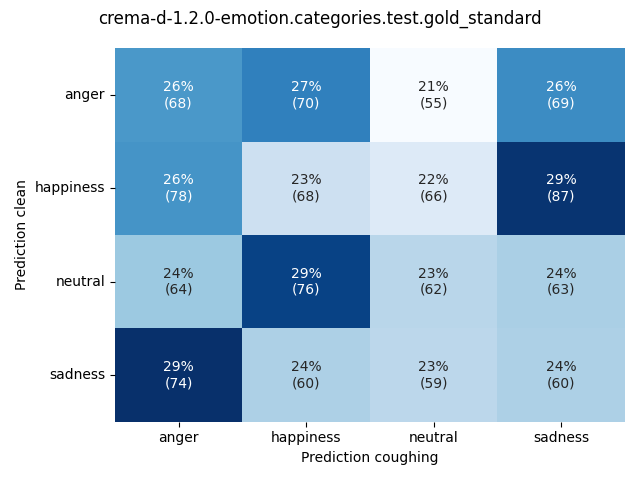 crema-d-1.2.0-emotion.categories.test.gold_standard
Prediction clean
anger
26%
(68)
27%
(70)
21%
(55)
26%
(69)
happiness
26%
(78)
23%
(68)
22%
(66)
29%
(87)
neutral
24%
(64)
29%
(76)
23%
(62)
24%
(63)
sadness
29%
(74)
24%
(60)
23%
(59)
24%
(60)
anger
happiness
neutral
sadness
Prediction coughing